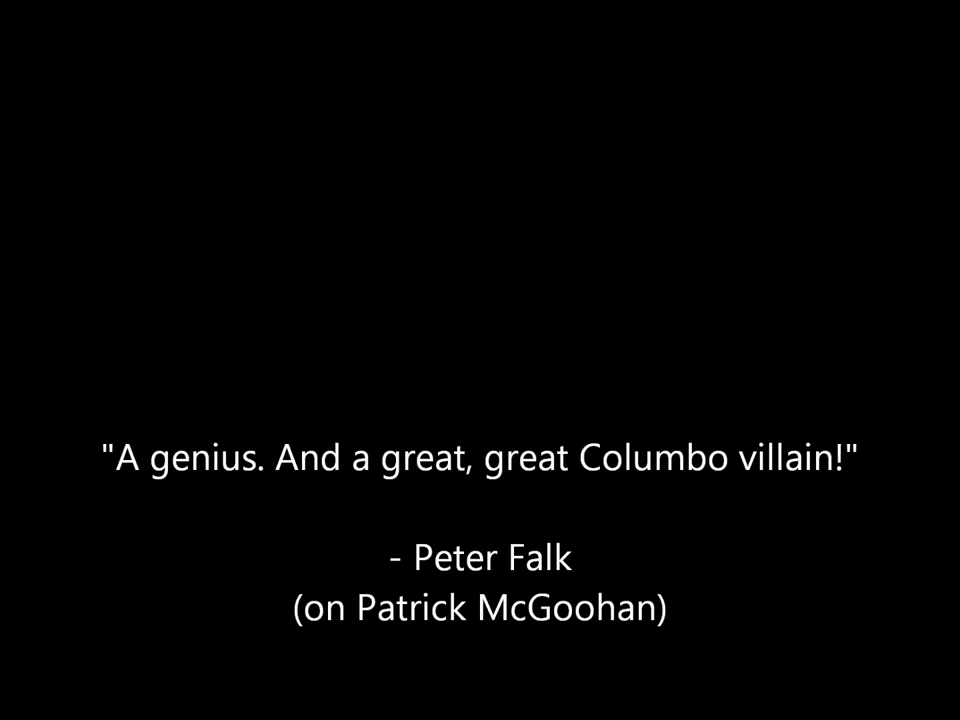 "A genius. And a great, great Columbo villain!"
- Peter Falk
(on Patrick McGoohan)